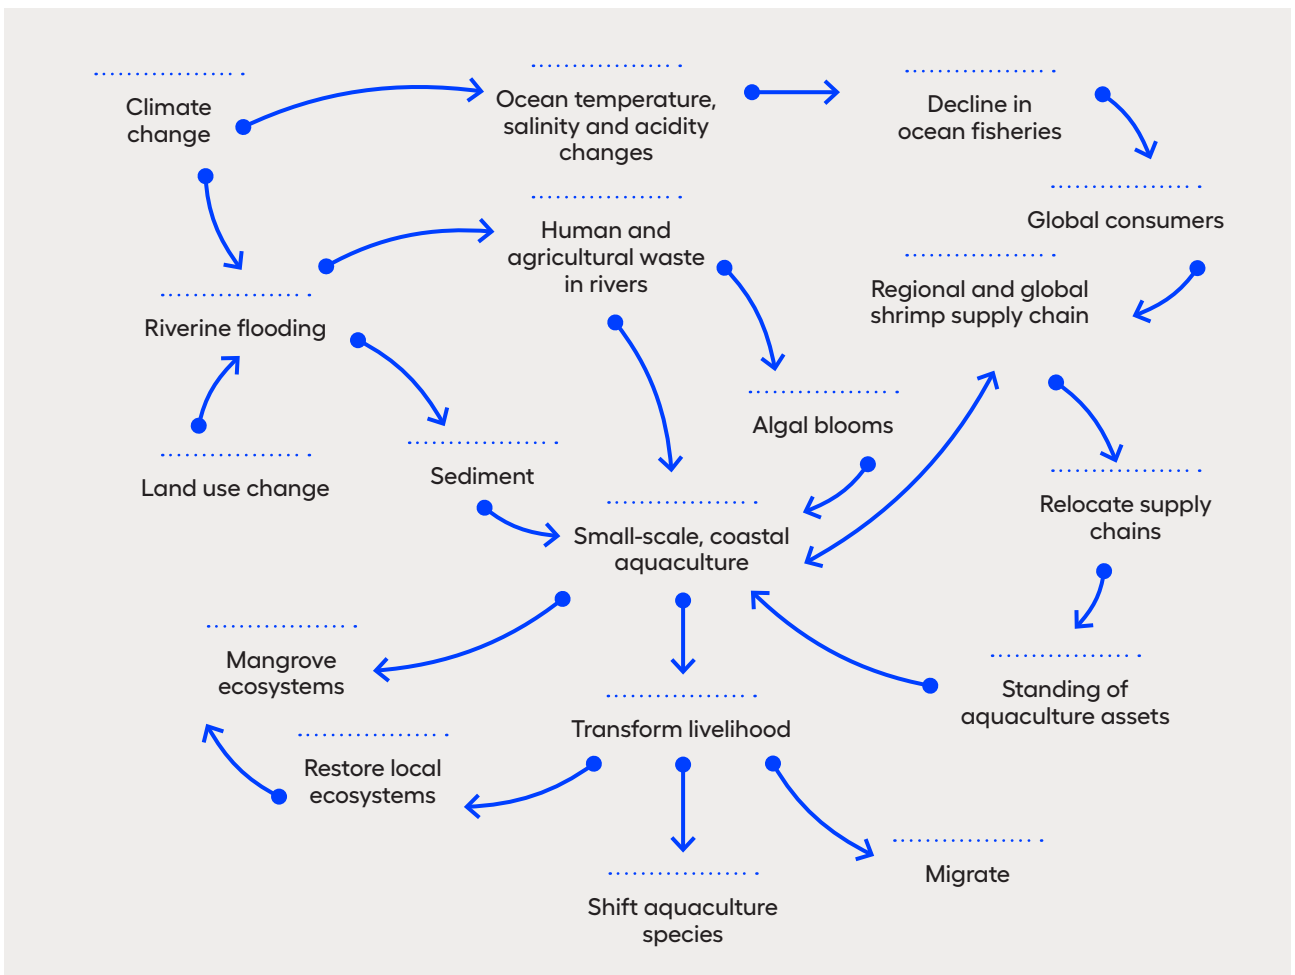 Climate
change
Ocean temperature,
salinity and acidity
changes
Decline in
ocean fisheries
Global consumers
Human and
agricultural waste
in rivers
Regional and global
shrimp supply chain
Riverine flooding
Algal blooms
Land use change
Sediment
Relocate supply
chains
Small-scale, coastal
aquaculture
Mangrove
ecosystems
Standing of
aquaculture assets
Transform livelihood
Restore local
ecosystems
Migrate
Shift aquaculture
species